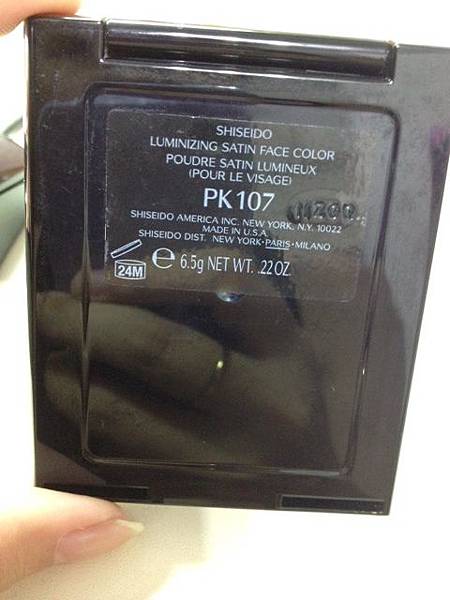 SHISEIDO
LUMINIZING SATIN FACE COLOR
POUDRE SATIN LUMINEUX
(POUR LE VISAGE)
PK107
SHISEIDO AMERICA INC. NEW YORK, N.Y. 10022
MADE IN U.S.A.
SHISEIDO DIST. NEW YORK•PARIS•MILANO
24M ℮ 6.5g NET WT. .22 OZ.